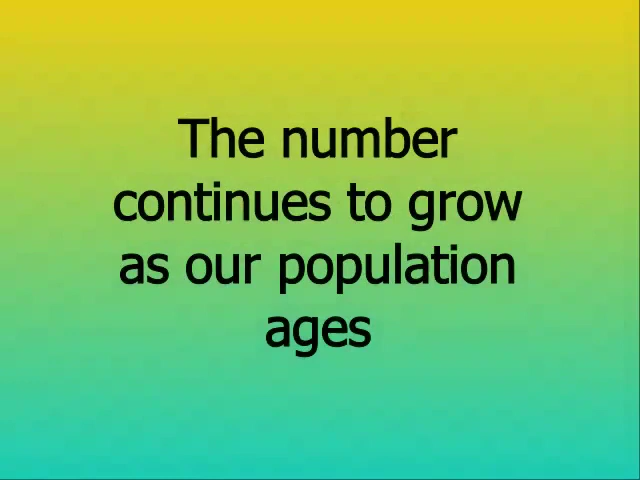 The number
continues to grow
as our population
ages